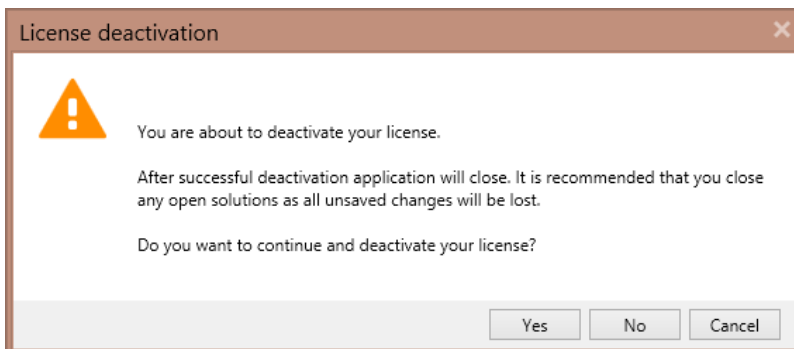 License deactivation
You are about to deactivate your license.
After successful deactivation application will close. It is recommended that you close
any open solutions as all unsaved changes will be lost.
Do you want to continue and deactivate your license?
Yes No Cancel